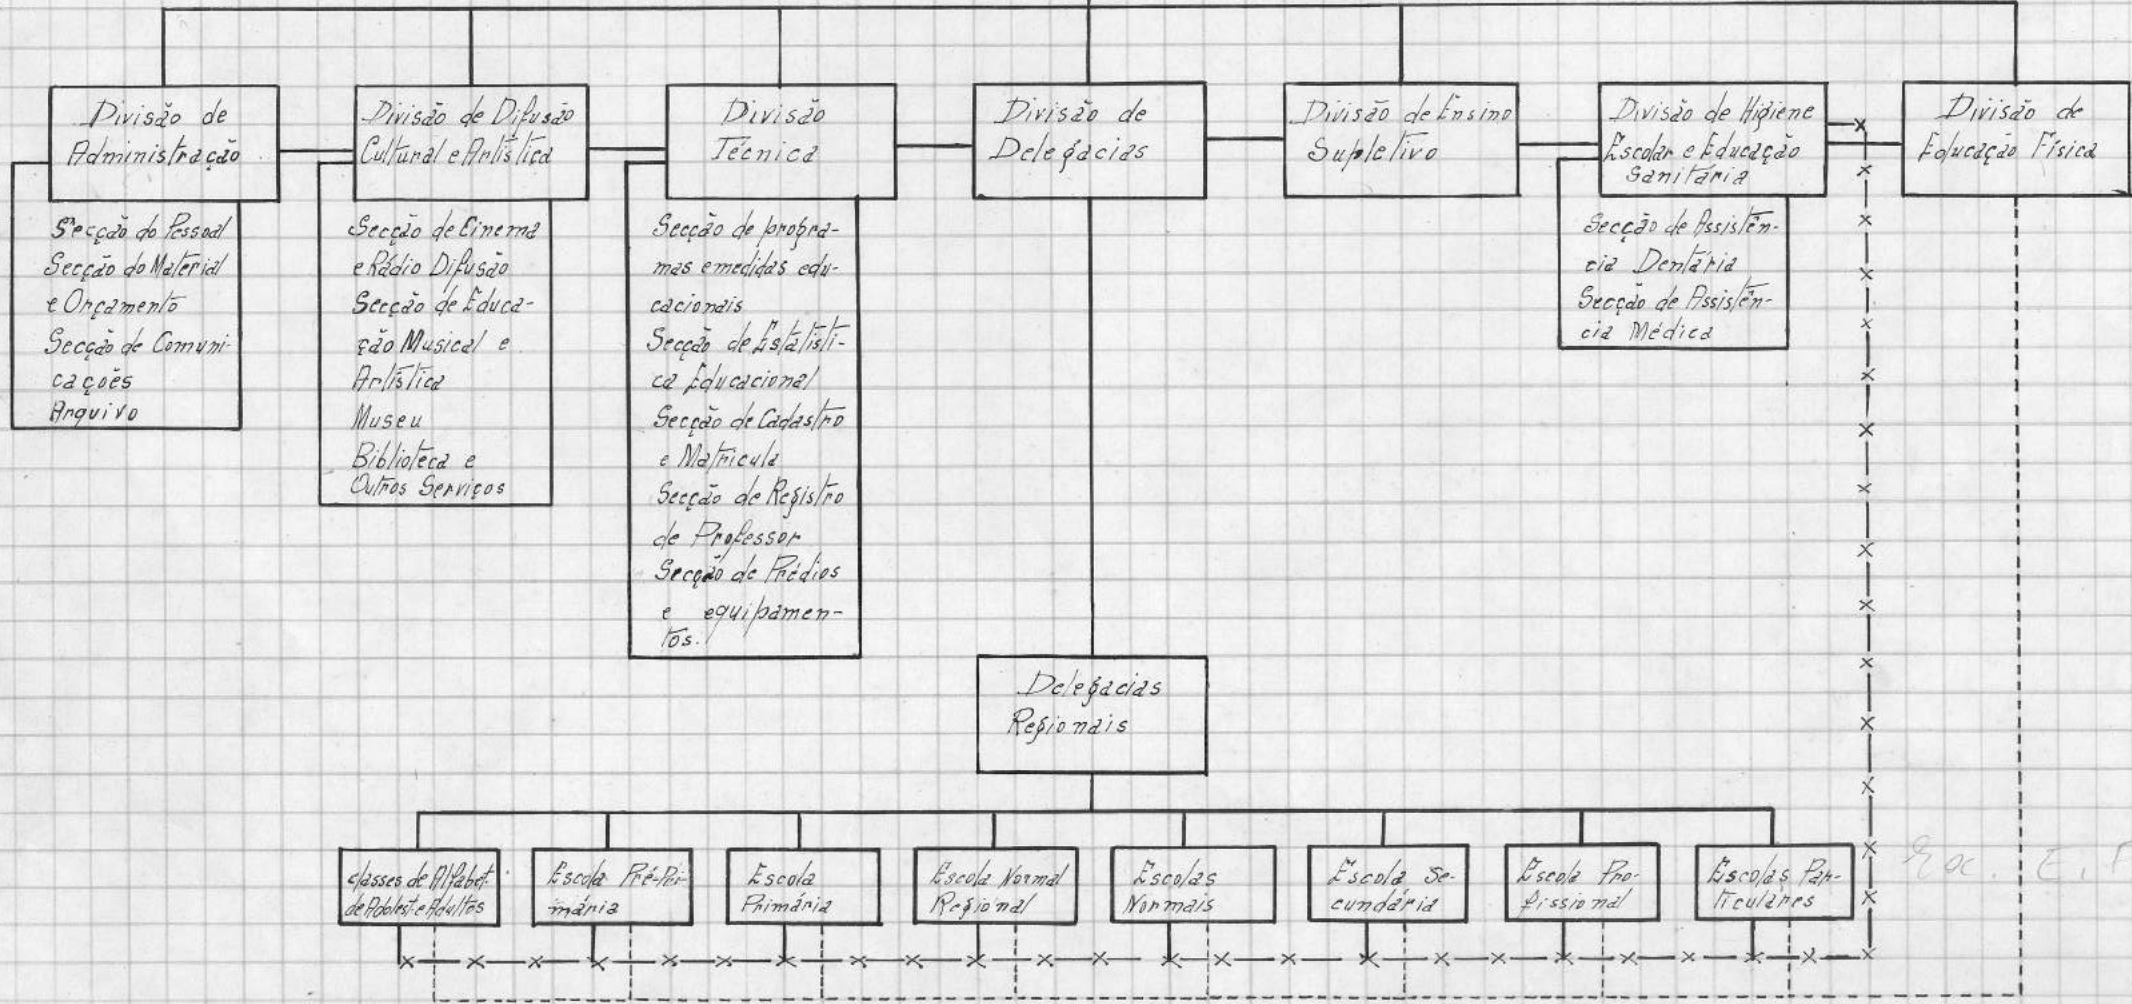 Divisão de
Administração
Secção do Pessoal
Secção do Material
e Orçamento
Secção de Comuni-
cações
Arquivo
Divisão de Difusão
Cultural e Artística
Secção de Cinema
e Rádio Difusão
Secção de Educa-
ção Musical e
Artística
Museu
Biblioteca e
Outros Serviços
Divisão
Técnica
Secção de progra-
mas e medidas edu-
cacionais
Secção de Estatísti-
ca Educacional
Secção de Cadastro
e Matricula
Secção de Registro
de Professor
Secção de Prédios
e equipamen-
tos.
Divisão de
Delegacias
Divisão de Ensino
Supletivo
Divisão de Higiene
Escolar e Educação
Sanitária
Secção de Assistên-
cia Dentária
Secção de Assistên-
cia Médica
Divisão de
Educação Física
Delegacias
Regionais
classes de Alfabet.
de Adolest. e Adultos
Escola Pré-Pri-
mária
Escola
Primária
Escola Normal
Regional
Escolas
Normais
Escola Se-
cundária
Escola Pro-
fissional
Escolas Par-
ticulares
E.